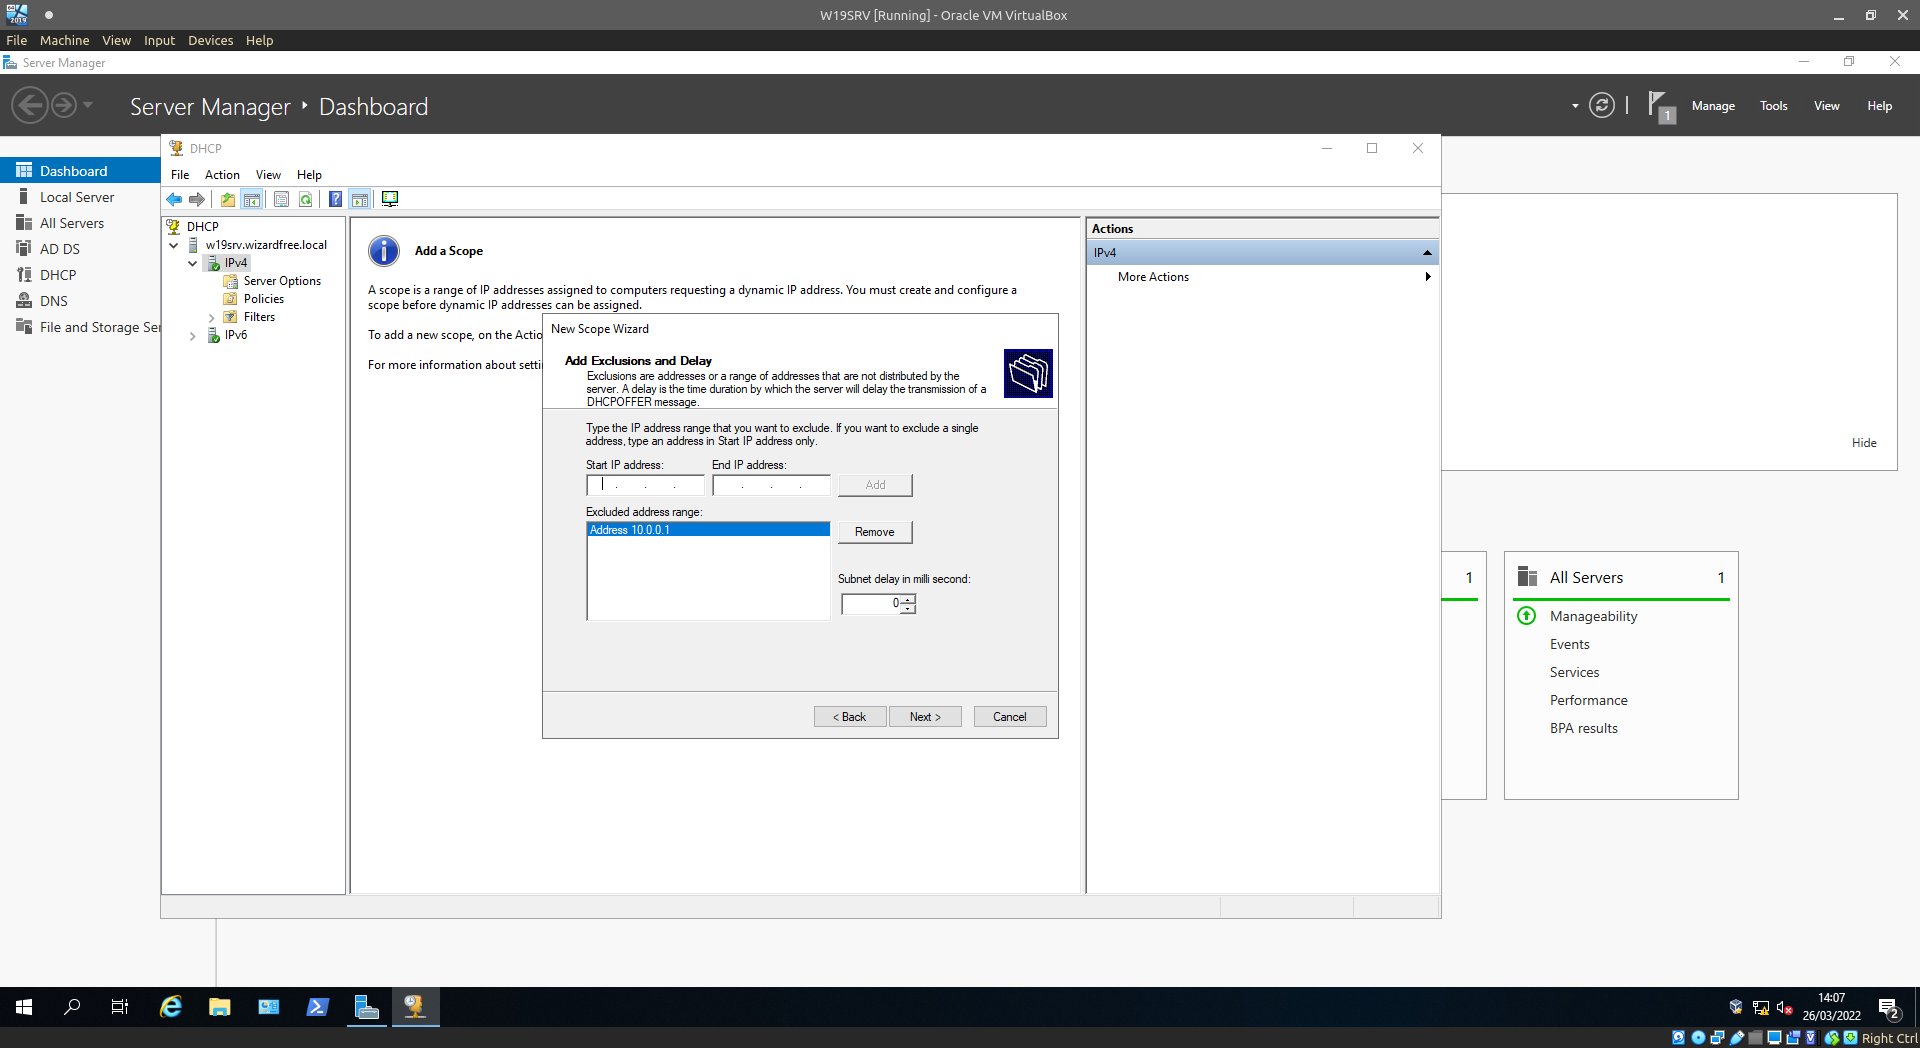 W19SRV [Running] - Oracle VM VirtualBox
File Machine View Input Devices Help
Server Manager
Server Manager ‣ Dashboard
1
Manage Tools View Help
Dashboard
Local Server
All Servers
AD DS
DHCP
DNS
File and Storage Ser
DHCP
File Action View Help
DHCP
w19srv.wizardfree.local
IPv4
Server Options
Policies
Filters
IPv6
Add a Scope
A scope is a range of IP addresses assigned to computers requesting a dynamic IP address. You must create and configure a
scope before dynamic IP addresses can be assigned.
To add a new scope, on the Actio
For more information about setti
New Scope Wizard
Add Exclusions and Delay
Exclusions are addresses or a range of addresses that are not distributed by the
server. A delay is the time duration by which the server will delay the transmission of a
DHCPOFFER message.
Type the IP address range that you want to exclude. If you want to exclude a single
address, type an address in Start IP address only.
Start IP address: End IP address:
. . . . . . Add
Excluded address range:
Address 10.0.0.1
Remove
Subnet delay in milli second:
0
< Back Next > Cancel
Actions
IPv4
More Actions
Hide
1
All Servers 1
Manageability
Events
Services
Performance
BPA results
14:07
26/03/2022
2
Right Ctrl
2019